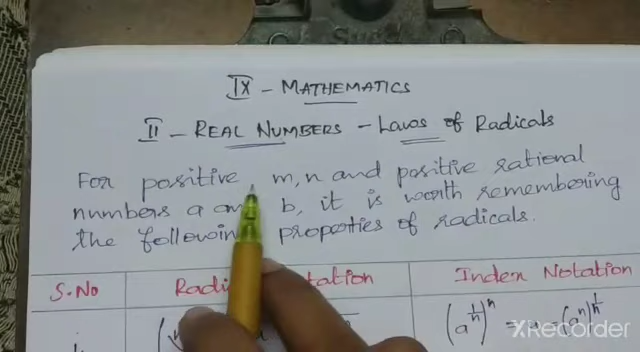 IX - MATHEMATICS
II - REAL NUMBERS - Laws of Radicals
For positive m, n and positive rational
numbers a b, it is worth remembering
the following properties of radicals.
S.No Index Notation
XRecorder